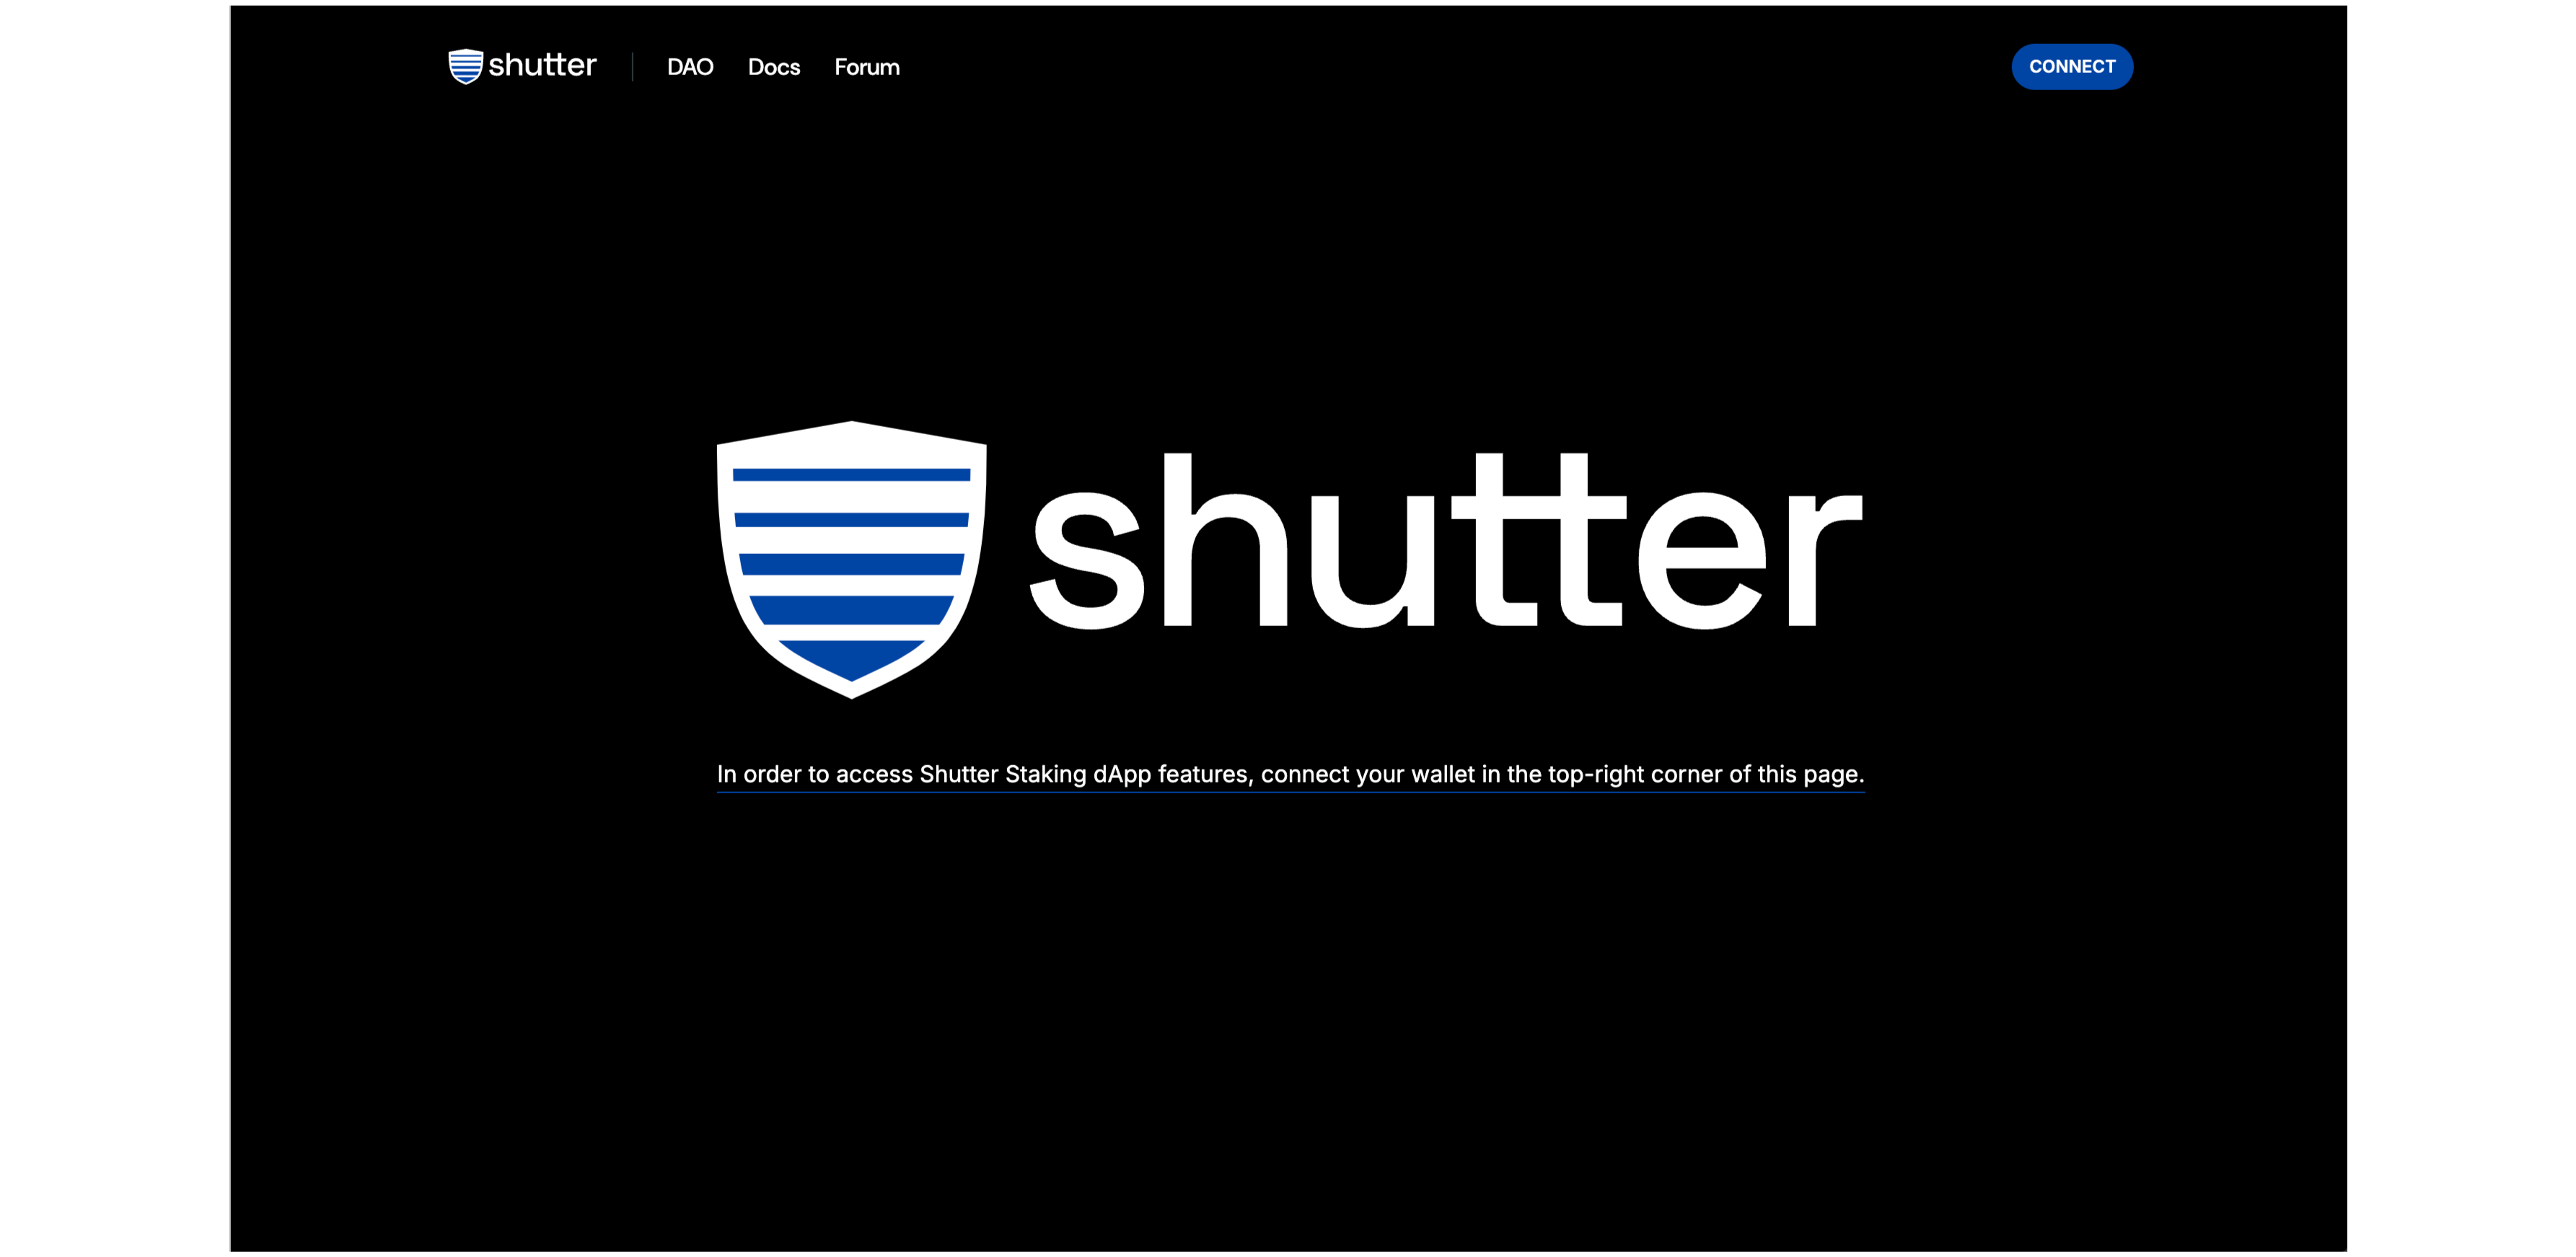 shutter
DAO
Docs
Forum
CONNECT
shutter
In order to access Shutter Staking dApp features, connect your wallet in the top-right corner of this page.